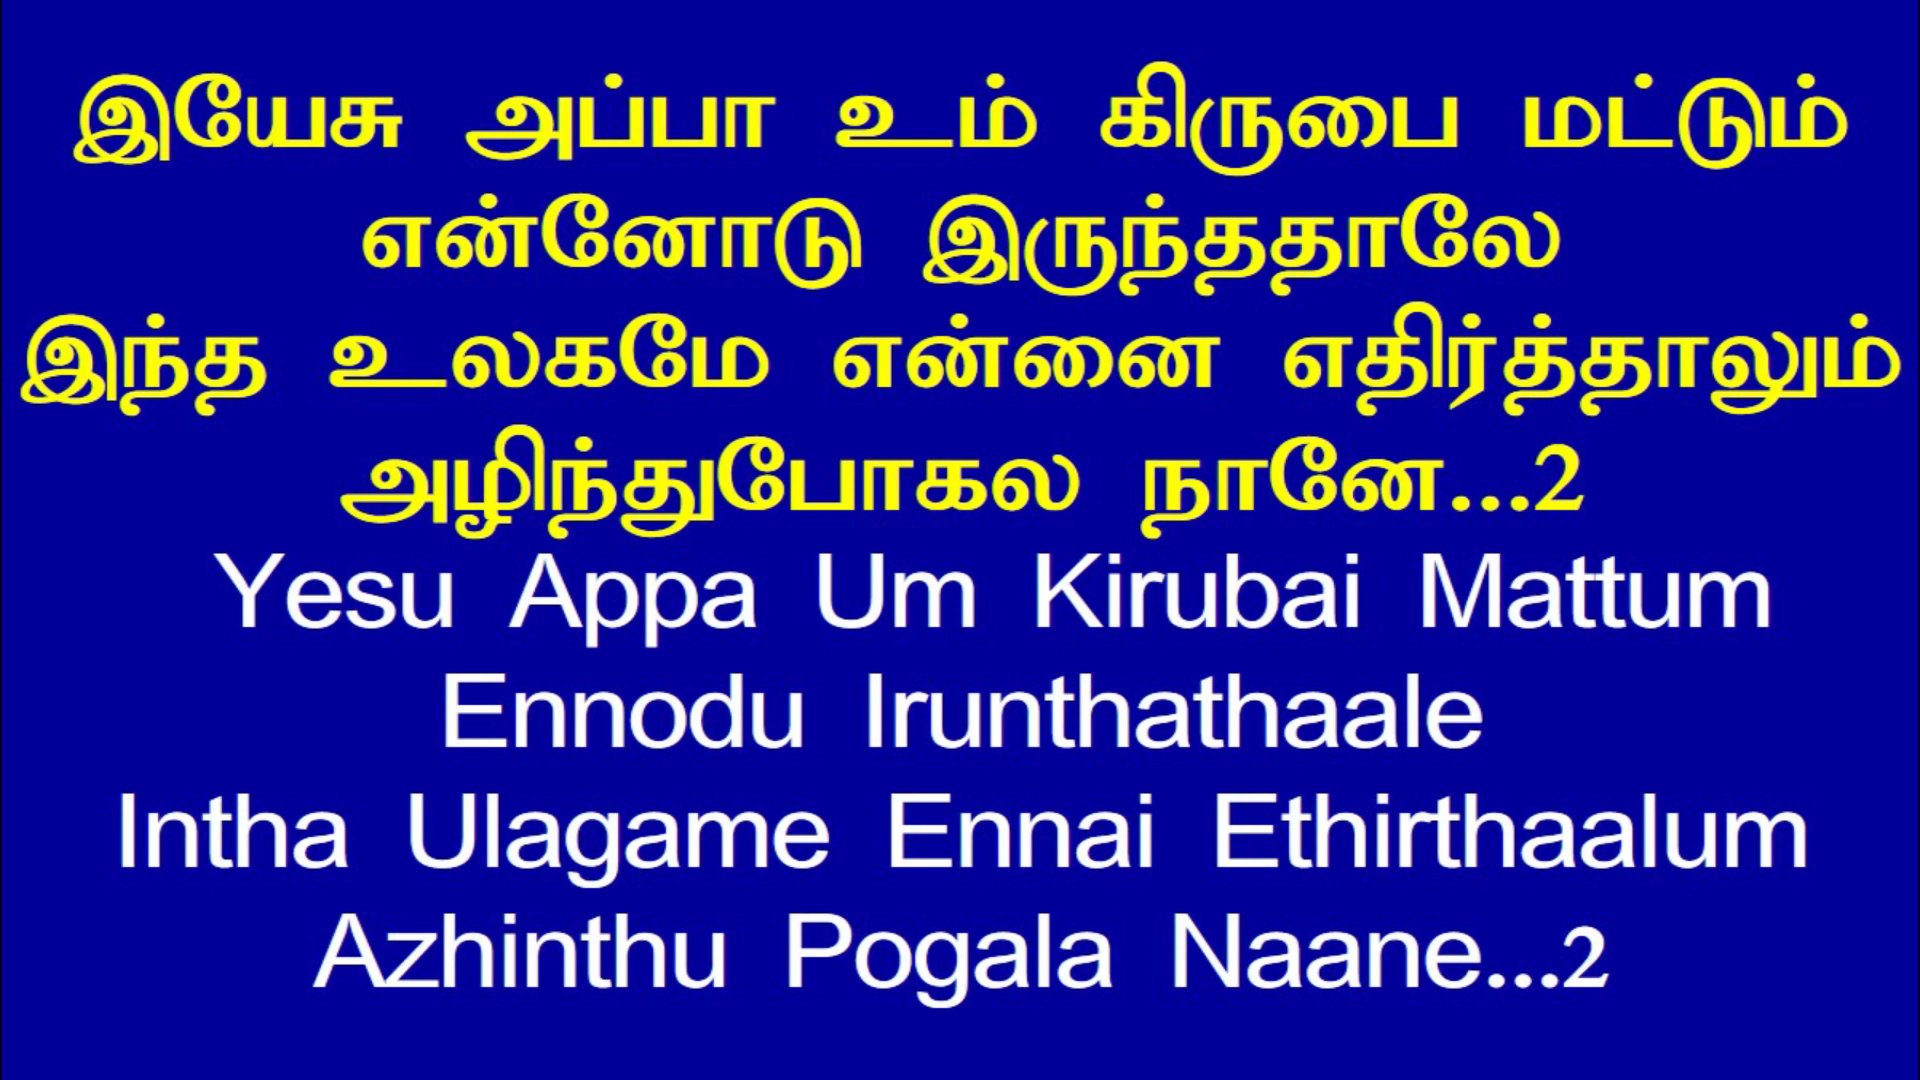 இயேசு அப்பா உம் கிருபை மட்டும்
என்னோடு இருந்ததாலே
இந்த உலகமே என்னை எதிர்த்தாலும்
அழிந்துபோகல நானே...2
Yesu Appa Um Kirubai Mattum
Ennodu Irunthathaale
Intha Ulagame Ennai Ethirthaalum
Azhinthu Pogala Naane...2